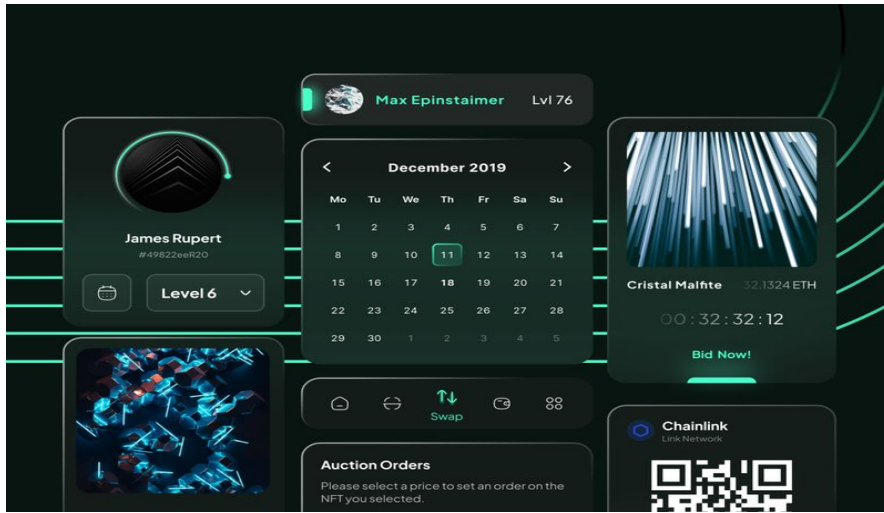 Max Epinstaimer Lvl 76
James Rupert
#49822eeR20
Level 6
December 2019
Mo Tu We Th Fr Sa Su
1 2 3 4 5 6 7
8 9 10 11 12 13 14
15 16 17 18 19 20 21
22 23 24 25 26 27 28
29 30 1 2 3 4 5
Swap
Auction Orders
Please select a price to set an order on the
NFT you selected.
Cristal Malfite 32.1324 ETH
00:32:32:12
Bid Now!
Chainlink
Link Network